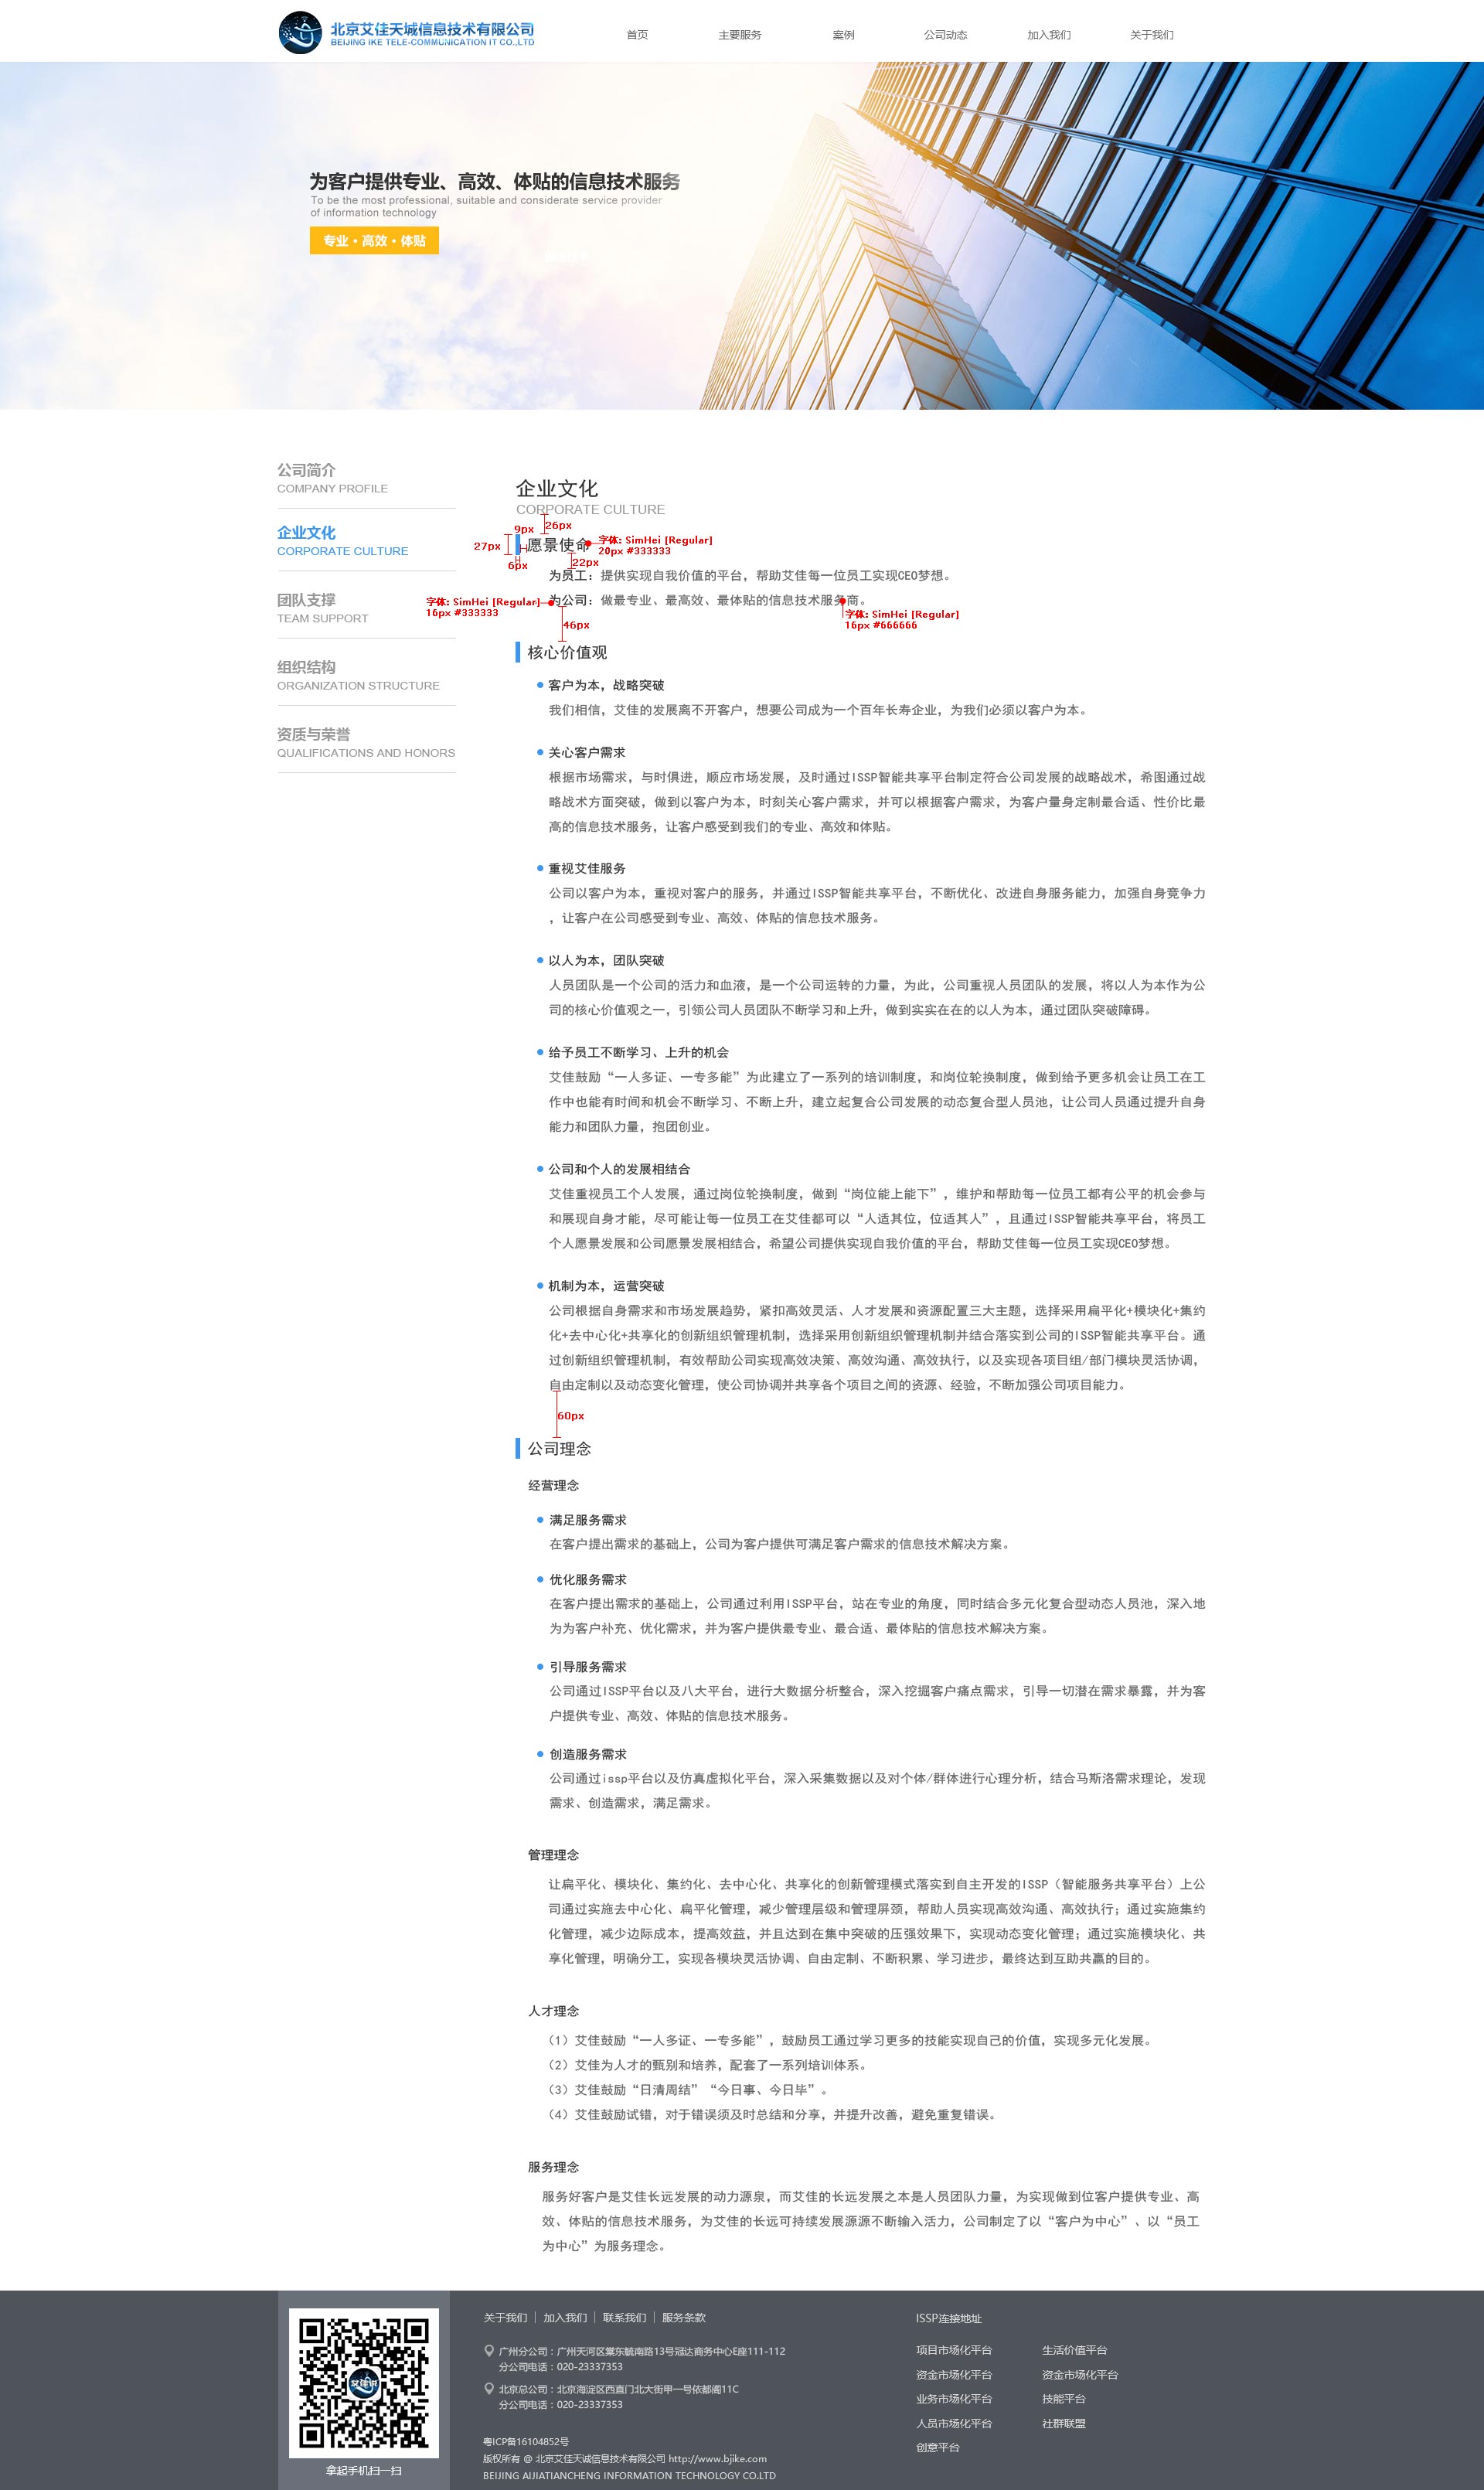 北京艾佳天诚信息技术有限公司
BEIJING IKE TELE-COMMUNICATION IT CO.,LTD
首页 主要服务 案例 公司动态 加入我们 关于我们
为客户提供专业、高效、体贴的信息技术服务
To be the most professional, suitable and considerate service provider
of information technology
专业·高效·体贴
公司简介
COMPANY PROFILE
企业文化
CORPORATE CULTURE
团队支撑
TEAM SUPPORT
组织结构
ORGANIZATION STRUCTURE
资质与荣誉
QUALIFICATIONS AND HONORS
企业文化
CORPORATE CULTURE
26px
9px
27px
愿景使命
字体: SimHei [Regular]
20px #333333
6px
22px
为员工：提供实现自我价值的平台，帮助艾佳每一位员工实现CEO梦想。
为公司：做最专业、最高效、最体贴的信息技术服务商。
字体: SimHei [Regular]
16px #333333
字体: SimHei [Regular]
16px #666666
46px
核心价值观
客户为本，战略突破
我们相信，艾佳的发展离不开客户，想要公司成为一个百年长寿企业，为我们必须以客户为本。
关心客户需求
根据市场需求，与时俱进，顺应市场发展，及时通过ISSP智能共享平台制定符合公司发展的战略战术，希图通过战
略战术方面突破，做到以客户为本，时刻关心客户需求，并可以根据客户需求，为客户量身定制最合适、性价比最
高的信息技术服务，让客户感受到我们的专业、高效和体贴。
重视艾佳服务
公司以客户为本，重视对客户的服务，并通过ISSP智能共享平台，不断优化、改进自身服务能力，加强自身竞争力
，让客户在公司感受到专业、高效、体贴的信息技术服务。
以人为本，团队突破
人员团队是一个公司的活力和血液，是一个公司运转的力量，为此，公司重视人员团队的发展，将以人为本作为公
司的核心价值观之一，引领公司人员团队不断学习和上升，做到实实在在的以人为本，通过团队突破障碍。
给予员工不断学习、上升的机会
艾佳鼓励“一人多证、一专多能”为此建立了一系列的培训制度，和岗位轮换制度，做到给予更多机会让员工在工
作中也能有时间和机会不断学习、不断上升，建立起复合公司发展的动态复合型人员池，让公司人员通过提升自身
能力和团队力量，抱团创业。
公司和个人的发展相结合
艾佳重视员工个人发展，通过岗位轮换制度，做到“岗位能上能下”，维护和帮助每一位员工都有公平的机会参与
和展现自身才能，尽可能让每一位员工在艾佳都可以“人适其位，位适其人”，且通过ISSP智能共享平台，将员工
个人愿景发展和公司愿景发展相结合，希望公司提供实现自我价值的平台，帮助艾佳每一位员工实现CEO梦想。
机制为本，运营突破
公司根据自身需求和市场发展趋势，紧扣高效灵活、人才发展和资源配置三大主题，选择采用扁平化+模块化+集约
化+去中心化+共享化的创新组织管理机制，选择采用创新组织管理机制并结合落实到公司的ISSP智能共享平台。通
过创新组织管理机制，有效帮助公司实现高效决策、高效沟通、高效执行，以及实现各项目组/部门模块灵活协调，
自由定制以及动态变化管理，使公司协调并共享各个项目之间的资源、经验，不断加强公司项目能力。
60px
公司理念
经营理念
满足服务需求
在客户提出需求的基础上，公司为客户提供可满足客户需求的信息技术解决方案。
优化服务需求
在客户提出需求的基础上，公司通过利用ISSP平台，站在专业的角度，同时结合多元化复合型动态人员池，深入地
为为客户补充、优化需求，并为客户提供最专业、最合适、最体贴的信息技术解决方案。
引导服务需求
公司通过ISSP平台以及八大平台，进行大数据分析整合，深入挖掘客户痛点需求，引导一切潜在需求暴露，并为客
户提供专业、高效、体贴的信息技术服务。
创造服务需求
公司通过issp平台以及仿真虚拟化平台，深入采集数据以及对个体/群体进行心理分析，结合马斯洛需求理论，发现
需求、创造需求，满足需求。
管理理念
让扁平化、模块化、集约化、去中心化、共享化的创新管理模式落实到自主开发的ISSP（智能服务共享平台）上公
司通过实施去中心化、扁平化管理，减少管理层级和管理屏颈，帮助人员实现高效沟通、高效执行；通过实施集约
化管理，减少边际成本，提高效益，并且达到在集中突破的压强效果下，实现动态变化管理；通过实施模块化、共
享化管理，明确分工，实现各模块灵活协调、自由定制、不断积累、学习进步，最终达到互助共赢的目的。
人才理念
（1）艾佳鼓励“一人多证、一专多能”，鼓励员工通过学习更多的技能实现自己的价值，实现多元化发展。
（2）艾佳为人才的甄别和培养，配套了一系列培训体系。
（3）艾佳鼓励“日清周结”“今日事、今日毕”。
（4）艾佳鼓励试错，对于错误须及时总结和分享，并提升改善，避免重复错误。
服务理念
服务好客户是艾佳长远发展的动力源泉，而艾佳的长远发展之本是人员团队力量，为实现做到位客户提供专业、高
效、体贴的信息技术服务，为艾佳的长远可持续发展源源不断输入活力，公司制定了以“客户为中心”、以“员工
为中心”为服务理念。
艾佳讯
拿起手机扫一扫
关于我们 加入我们 联系我们 服务条款
广州分公司：广州天河区棠东毓南路13号冠达商务中心E座111-112
分公司电话：020-23337353
北京总公司：北京海淀区西直门北大街甲一号依都阁11C
分公司电话：020-23337353
粤ICP备16104852号
版权所有 @ 北京艾佳天诚信息技术有限公司 http://www.bjike.com
BEIJING AIJIATIANCHENG INFORMATION TECHNOLOGY CO.LTD
ISSP连接地址
项目市场化平台 生活价值平台
资金市场化平台 资金市场化平台
业务市场化平台 技能平台
人员市场化平台 社群联盟
创意平台